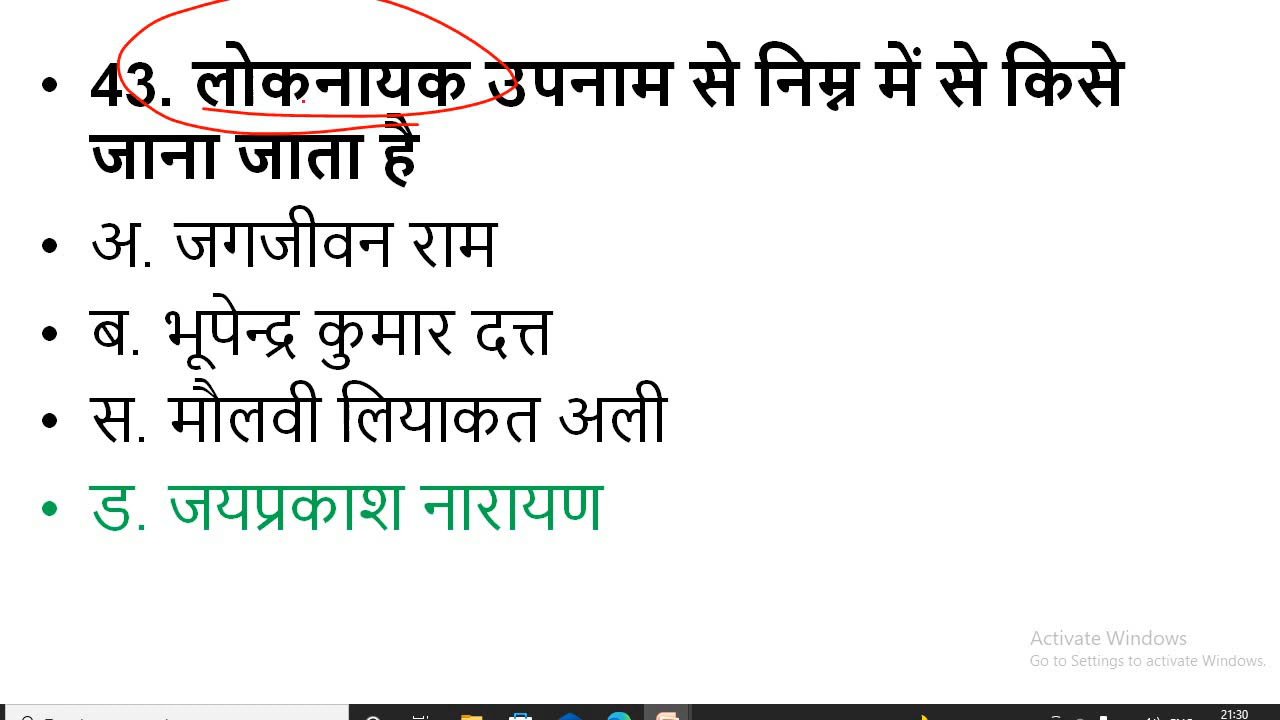 • 43. लोकनायक उपनाम से निम्न में से किसे
जाना जाता है
• अ. जगजीवन राम
• ब. भूपेन्द्र कुमार दत्त
• स. मौलवी लियाकत अली
• ड. जयप्रकाश नारायण
Activate Windows
Go to Settings to activate Windows.
21:30